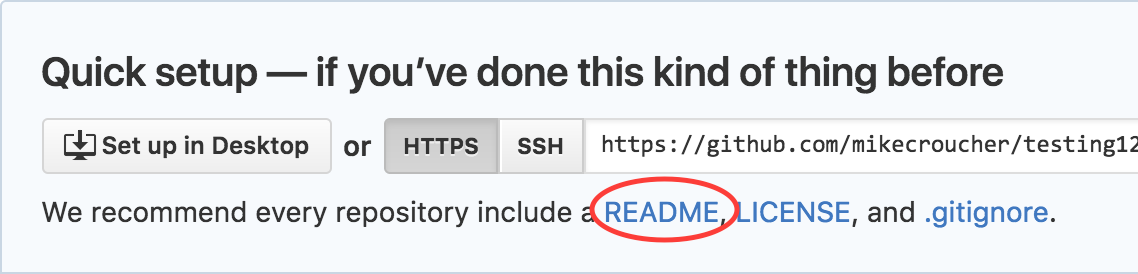 Quick setup — if you’ve done this kind of thing before
Set up in Desktop or HTTPS SSH https://github.com/mikecroucher/testing12
We recommend every repository include a README, LICENSE, and .gitignore.